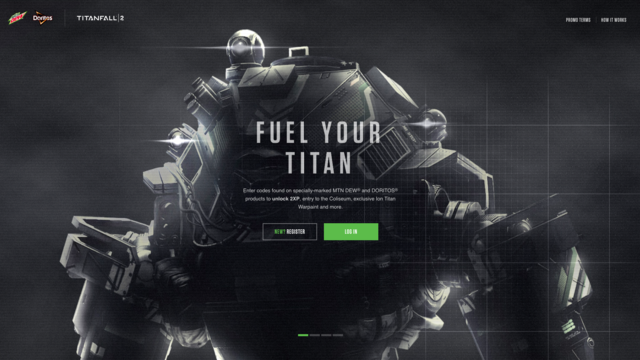 MTN DEW
Doritos
TITANFALL | 2
PROMO TERMS
HOW IT WORKS
FUEL YOUR
TITAN
Enter codes found on specially-marked MTN DEW® and DORITOS®
products to unlock 2XP, entry to the Coliseum, exclusive Ion Titan
Warpaint and more.
NEW? REGISTER
LOG IN